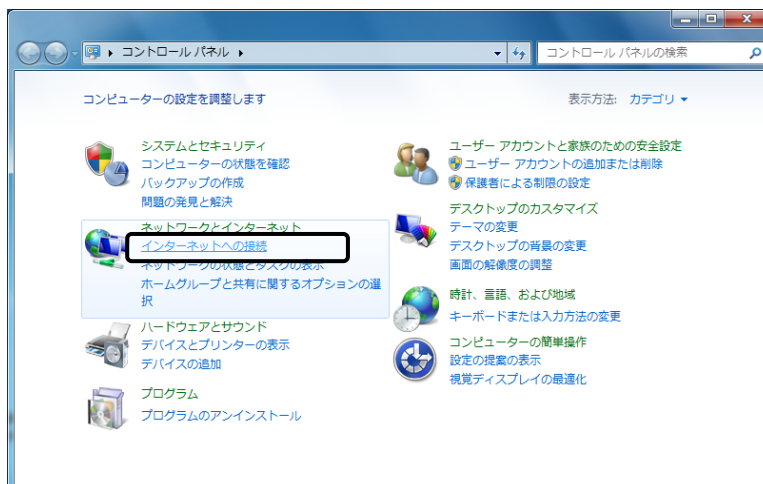 コントロール パネル
コントロール パネルの検索
コンピューターの設定を調整します
表示方法: カテゴリ
システムとセキュリティ
コンピューターの状態を確認
バックアップの作成
問題の発見と解決
ネットワークとインターネット
インターネットへの接続
ネットワークの状態とタスクの表示
ホームグループと共有に関するオプションの選
択
ハードウェアとサウンド
デバイスとプリンターの表示
デバイスの追加
プログラム
プログラムのアンインストール
ユーザー アカウントと家族のための安全設定
ユーザー アカウントの追加または削除
保護者による制限の設定
デスクトップのカスタマイズ
テーマの変更
デスクトップの背景の変更
画面の解像度の調整
時計、言語、および地域
キーボードまたは入力方法の変更
コンピューターの簡単操作
設定の提案の表示
視覚ディスプレイの最適化